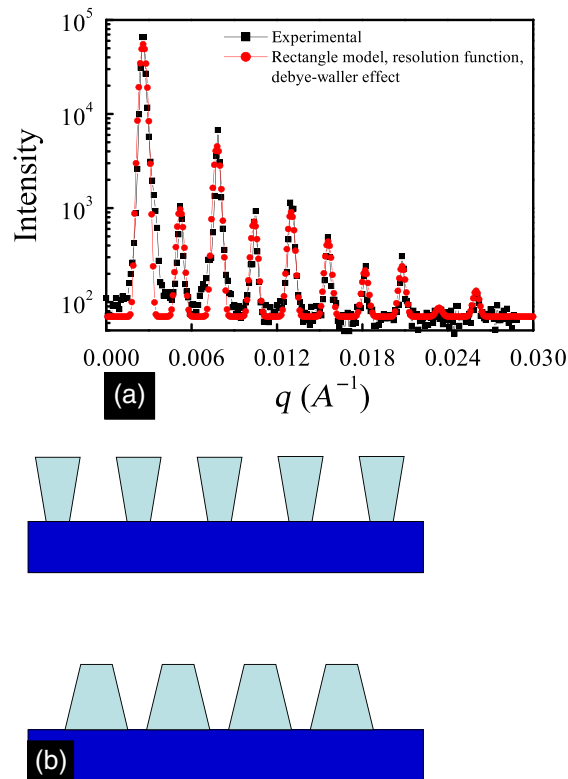 10^5
Experimental
Rectangle model, resolution function,
debye-waller effect
10^4
10^3
10^2
Intensity
0.000 0.006 0.012 0.018 0.024 0.030
(a)
q (A^{-1})
(b)